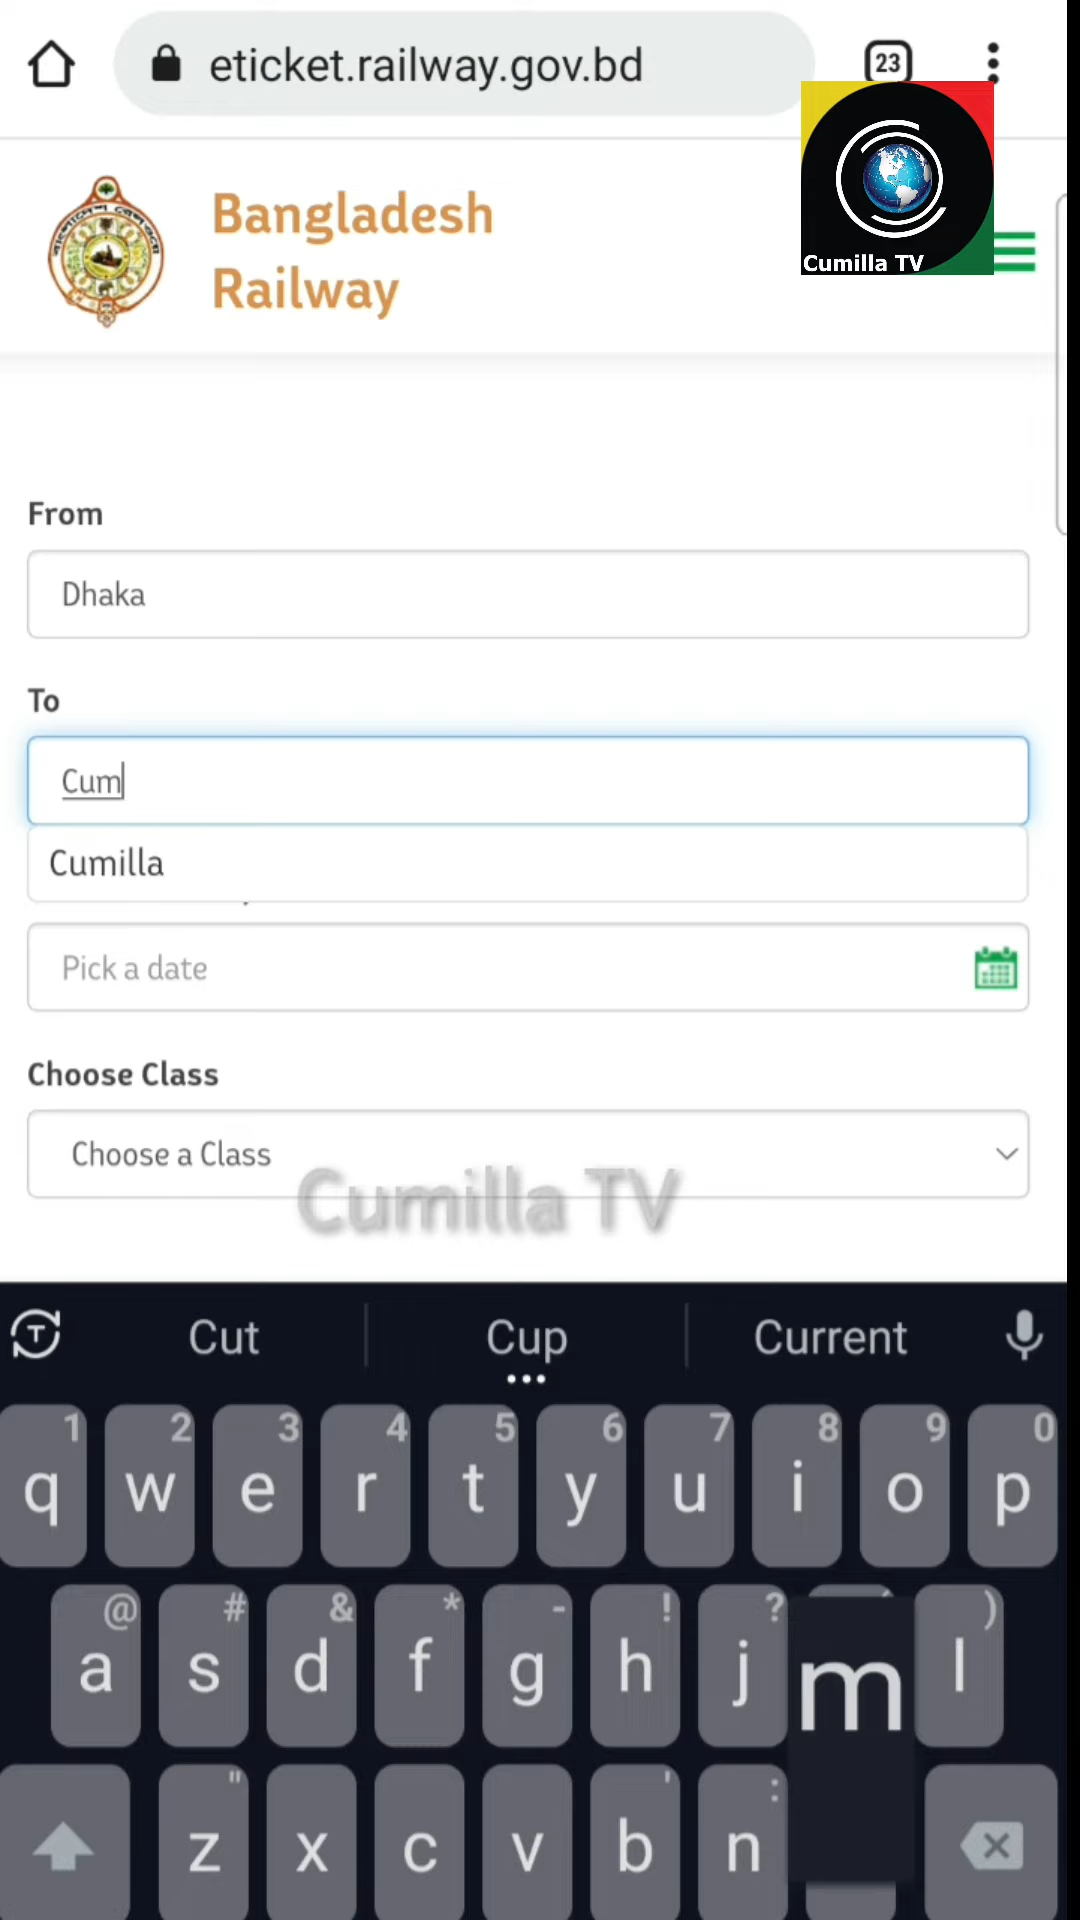 eticket.railway.gov.bd
23
Cumilla TV
Bangladesh
Railway
From
Dhaka
To
Cum
Cumilla
Pick a date
Choose Class
Choose a Class
Cumilla TV
Cut Cup Current
1 2 3 4 5 6 7 8 9 0
q w e r t y u i o p
@ # & * - ! ? )
a s d f g h j m l
" ' :
z x c v b n